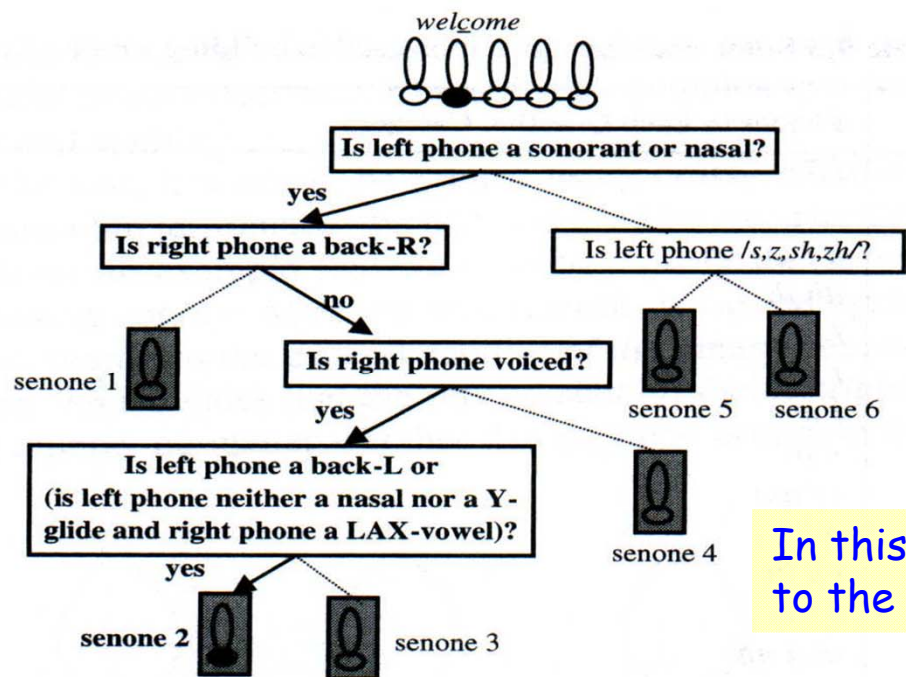 welcome
Is left phone a sonorant or nasal?
yes
Is right phone a back-R?
Is left phone /s,z,sh,zh/?
no
senone 1
Is right phone voiced?
senone 5
senone 6
yes
Is left phone a back-L or
(is left phone neither a nasal nor a Y-
glide and right phone a LAX-vowel)?
senone 4
yes
senone 2
senone 3
In this
to the